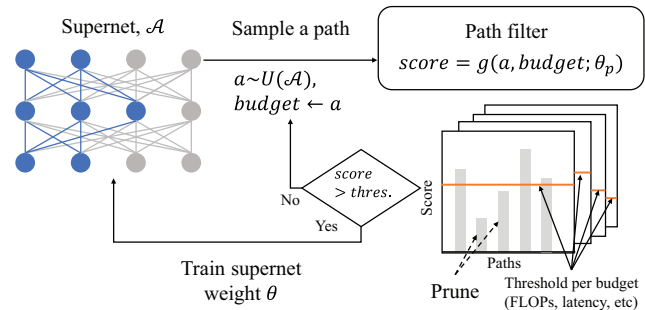 Supernet, 𝒜
Sample a path
a~U(𝒜),
budget ← a
Path filter
score = g(a, budget; θ_p)
score
> thres.
No
Yes
Train supernet
weight θ
Score
Paths
Prune
Threshold per budget
(FLOPs, latency, etc)